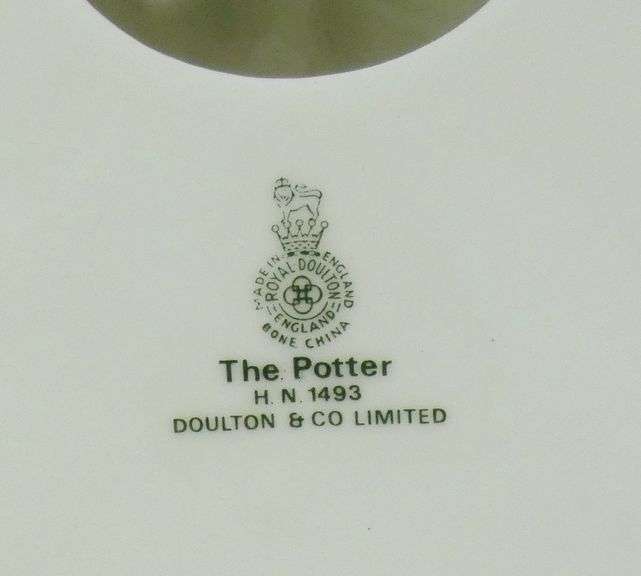 MADE IN ENGLAND
ROYAL DOULTON
ENGLAND
BONE CHINA
The Potter
H. N. 1493
DOULTON & CO LIMITED